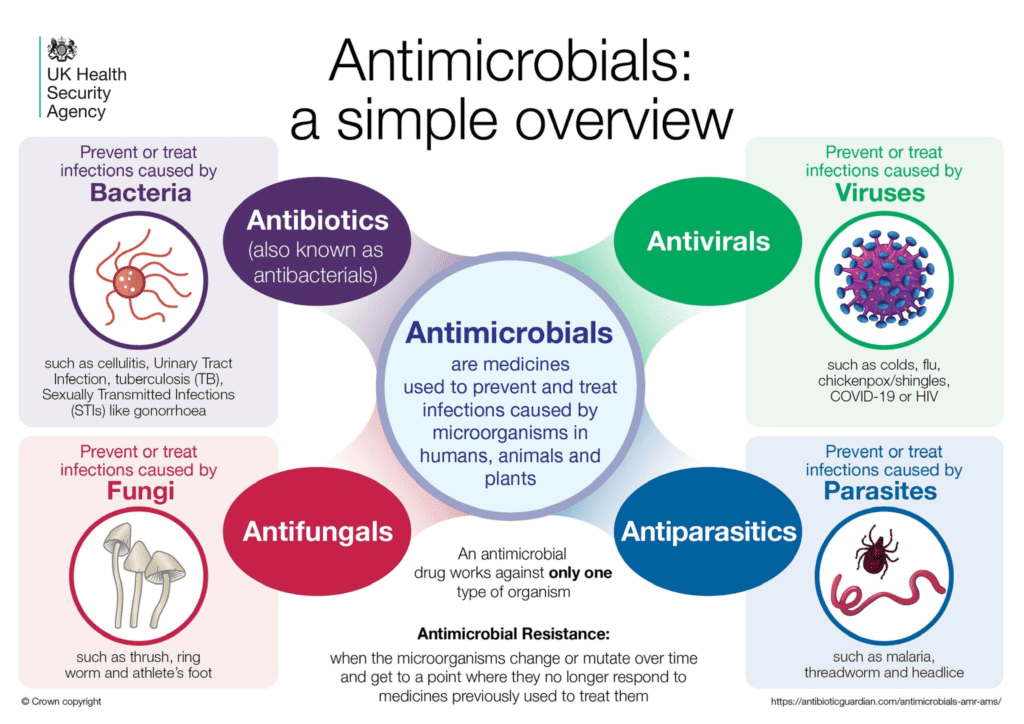 UK Health
Security
Agency
Antimicrobials:
a simple overview
Prevent or treat
infections caused by
Bacteria
such as cellulitis, Urinary Tract
Infection, tuberculosis (TB),
Sexually Transmitted Infections
(STIs) like gonorrhoea
Antibiotics
(also known as
antibacterials)
Antivirals
Prevent or treat
infections caused by
Viruses
such as colds, flu,
chickenpox/shingles,
COVID-19 or HIV
Antimicrobials
are medicines
used to prevent and treat
infections caused by
microorganisms in
humans, animals and
plants
Prevent or treat
infections caused by
Fungi
such as thrush, ring
worm and athlete's foot
Antifungals
Antiparasitics
Prevent or treat
infections caused by
Parasites
such as malaria,
threadworm and headlice
An antimicrobial
drug works against only one
type of organism
Antimicrobial Resistance:
when the microorganisms change or mutate over time
and get to a point where they no longer respond to
medicines previously used to treat them
© Crown copyright
https://antibioticguardian.com/antimicrobials-amr-ams/